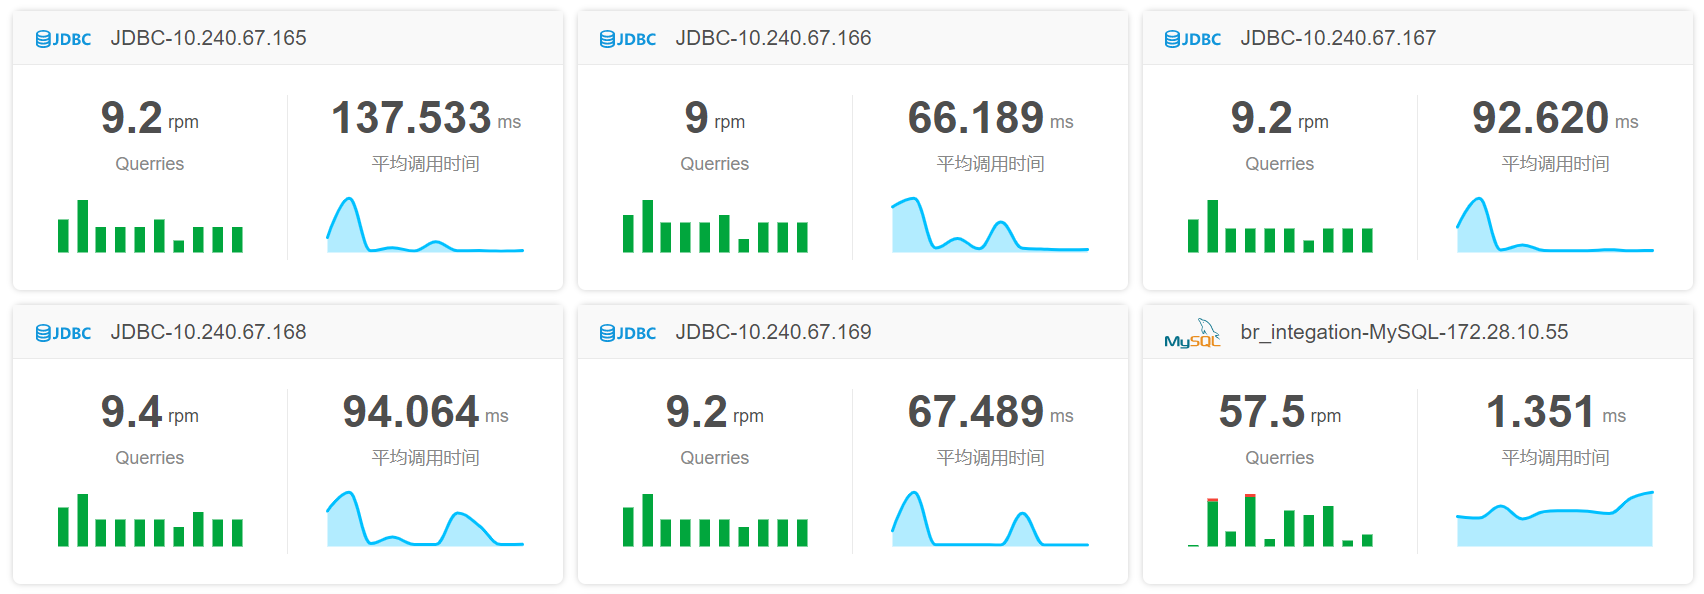 JDBC JDBC-10.240.67.165
9.2 rpm
Querries
137.533 ms
平均调用时间
JDBC JDBC-10.240.67.166
9 rpm
Querries
66.189 ms
平均调用时间
JDBC JDBC-10.240.67.167
9.2 rpm
Querries
92.620 ms
平均调用时间
JDBC JDBC-10.240.67.168
9.4 rpm
Querries
94.064 ms
平均调用时间
JDBC JDBC-10.240.67.169
9.2 rpm
Querries
67.489 ms
平均调用时间
MySQL br_integation-MySQL-172.28.10.55
57.5 rpm
Querries
1.351 ms
平均调用时间